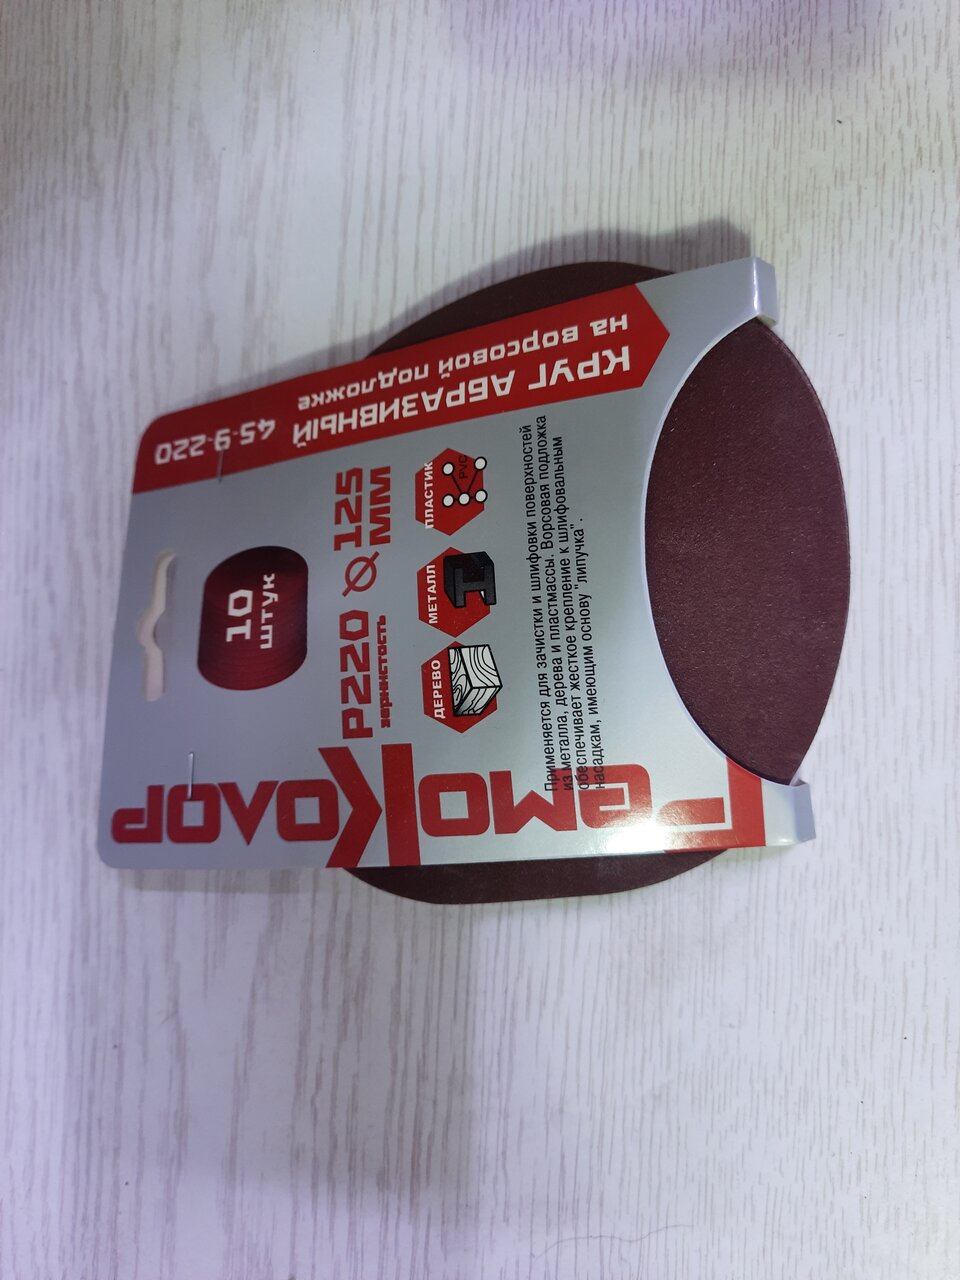 РемоКолор
10
штук
P220 Ø 125
зернистость
ММ
ДЕРЕВО
МЕТАЛЛ
ПЛАСТИК
PVC
Применяется для зачистки и шлифовки поверхностей
из металла, дерева и пластмассы. Ворсовая подложка
обеспечивает жесткое крепление к шлифовальным
насадкам, имеющим основу "липучка".
КРУГ АБРАЗИВНЫЙ
на ворсовой подложке
45-9-220